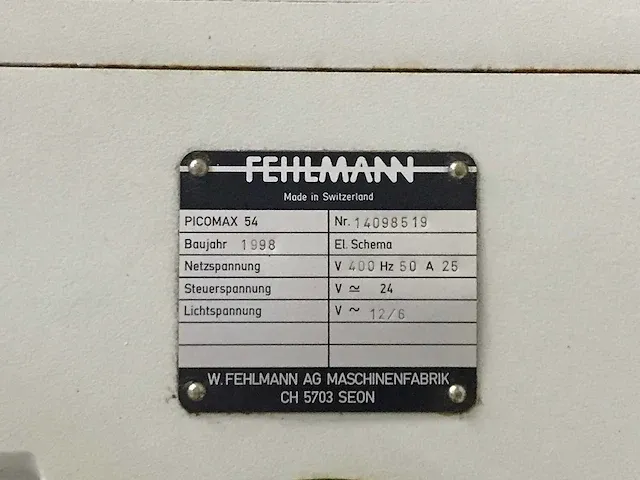 FEHLMANN
Made in Switzerland
PICOMAX 54 Nr. 14098519
Baujahr 1998 El. Schema
Netzspannung V 400 Hz 50 A 25
Steuerspannung V ≃ 24
Lichtspannung V ~ 12/6
W. FEHLMANN AG MASCHINENFABRIK
CH 5703 SEON